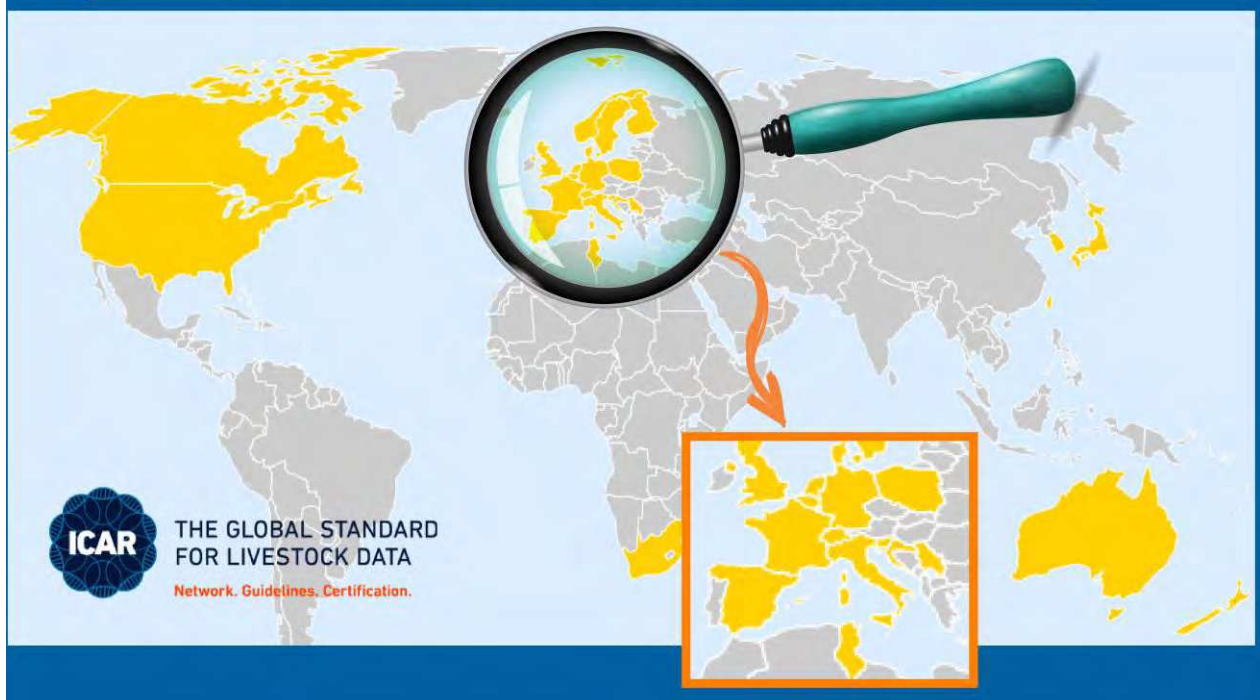 ICAR
THE GLOBAL STANDARD
FOR LIVESTOCK DATA
Network. Guidelines. Certification.